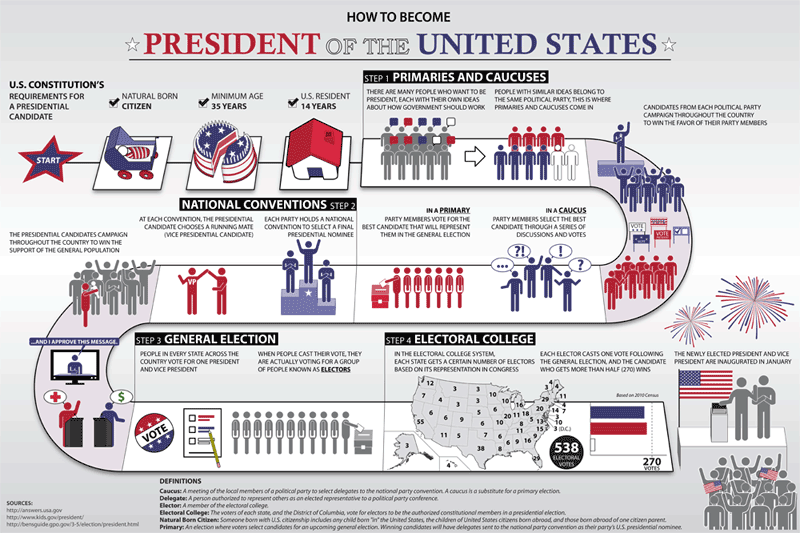 HOW TO BECOME
PRESIDENT OF THE UNITED STATES
U.S. CONSTITUTION'S
REQUIREMENTS FOR
A PRESIDENTIAL
CANDIDATE
NATURAL BORN
CITIZEN
MINIMUM AGE
35 YEARS
U.S. RESIDENT
14 YEARS
START
STEP 1 PRIMARIES AND CAUCUSES
THERE ARE MANY PEOPLE WHO WANT TO BE
PRESIDENT, EACH WITH THEIR OWN IDEAS
ABOUT HOW GOVERNMENT SHOULD WORK
PEOPLE WITH SIMILAR IDEAS BELONG TO
THE SAME POLITICAL PARTY, THIS IS WHERE
PRIMARIES AND CAUCUSES COME IN
CANDIDATES FROM EACH POLITICAL PARTY
CAMPAIGN THROUGHOUT THE COUNTRY
TO WIN THE FAVOR OF THEIR PARTY MEMBERS
VOTE
VOTE
IN A CAUCUS
PARTY MEMBERS SELECT THE BEST
CANDIDATE THROUGH A SERIES OF
DISCUSSIONS AND VOTES
...
?!
!
?
IN A PRIMARY
PARTY MEMBERS VOTE FOR THE
BEST CANDIDATE THAT WILL REPRESENT
THEM IN THE GENERAL ELECTION
NATIONAL CONVENTIONS STEP 2
EACH PARTY HOLDS A NATIONAL
CONVENTION TO SELECT A FINAL
PRESIDENTIAL NOMINEE
AT EACH CONVENTION, THE PRESIDENTIAL
CANDIDATE CHOOSES A RUNNING MATE
(VICE PRESIDENTIAL CANDIDATE)
VP
THE PRESIDENTIAL CANDIDATES CAMPAIGN
THROUGHOUT THE COUNTRY TO WIN THE
SUPPORT OF THE GENERAL POPULATION
...AND I APPROVE THIS MESSAGE.
$
STEP 3 GENERAL ELECTION
PEOPLE IN EVERY STATE ACROSS THE
COUNTRY VOTE FOR ONE PRESIDENT
AND VICE PRESIDENT
VOTE
WHEN PEOPLE CAST THEIR VOTE, THEY
ARE ACTUALLY VOTING FOR A GROUP
OF PEOPLE KNOWN AS ELECTORS
STEP 4 ELECTORAL COLLEGE
IN THE ELECTORAL COLLEGE SYSTEM,
EACH STATE GETS A CERTAIN NUMBER OF ELECTORS
BASED ON ITS REPRESENTATION IN CONGRESS
EACH ELECTOR CASTS ONE VOTE FOLLOWING
THE GENERAL ELECTION, AND THE CANDIDATE
WHO GETS MORE THAN HALF (270) WINS
Based on 2010 Census
12
55
3 (D.C.)
538
ELECTORAL
VOTES
270
VOTES
THE NEWLY ELECTED PRESIDENT AND VICE
PRESIDENT ARE INAUGURATED IN JANUARY
DEFINITIONS
Caucus: A meeting of the local members of a political party to select delegates to the national party convention. A caucus is a substitute for a primary election.
Delegate: A person authorized to represent others as an elected representative to a political party conference.
Elector: A member of the electoral college.
Electoral College: The voters of each state, and the District of Columbia, vote for electors to be the authorized constitutional members in a presidential election.
Natural Born Citizen: Someone born with U.S. citizenship includes any child born "in" the United States, the children of United States citizens born abroad, and those born abroad of one citizen parent.
Primary: An election where voters select candidates for an upcoming general election. Winning candidates will have delegates sent to the national party convention as their party's U.S. presidential nominee.
SOURCES:
http://answers.usa.gov
http://www.kids.gov/president/
http://bensguide.gpo.gov/3-5/election/president.html